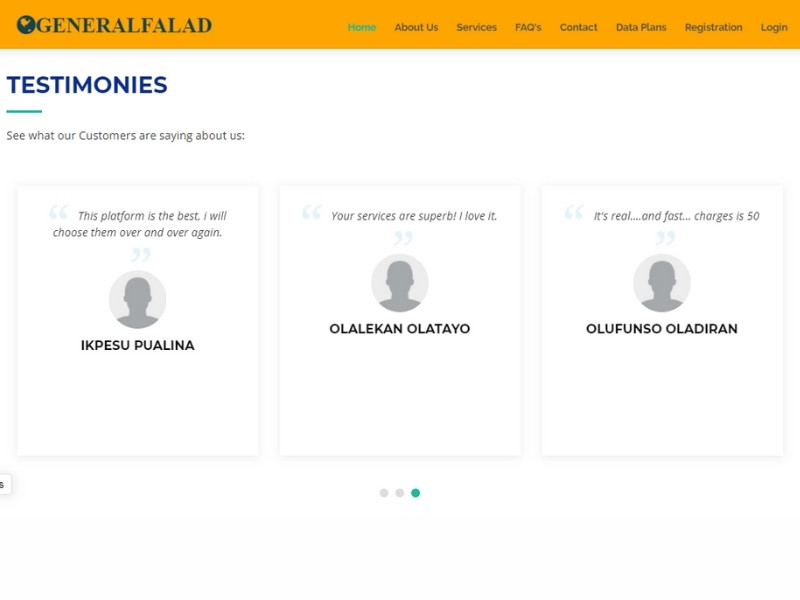 GENERALFALAD
Home About Us Services FAQ's Contact Data Plans Registration Login
TESTIMONIES
See what our Customers are saying about us:
“ This platform is the best, i will
choose them over and over again.
”
IKPESU PUALINA
“ Your services are superb! I love it.
”
OLALEKAN OLATAYO
“ It's real....and fast... charges is 50
”
OLUFUNSO OLADIRAN
s